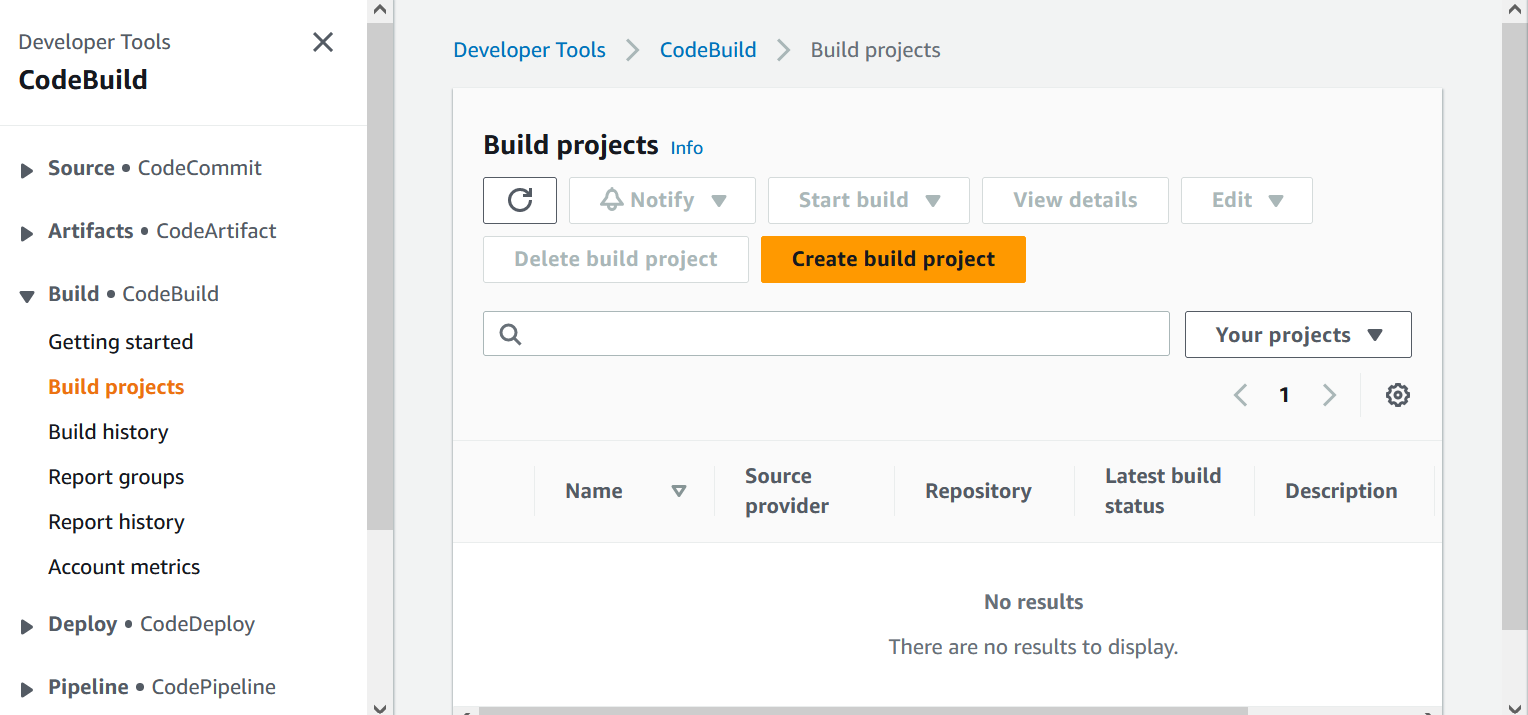 Developer Tools
CodeBuild
Source • CodeCommit
Artifacts • CodeArtifact
Build • CodeBuild
Getting started
Build projects
Build history
Report groups
Report history
Account metrics
Deploy • CodeDeploy
Pipeline • CodePipeline
Developer Tools > CodeBuild > Build projects
Build projects Info
Notify Start build View details Edit
Delete build project Create build project
Your projects
1
Name Source provider Repository Latest build status Description
No results
There are no results to display.